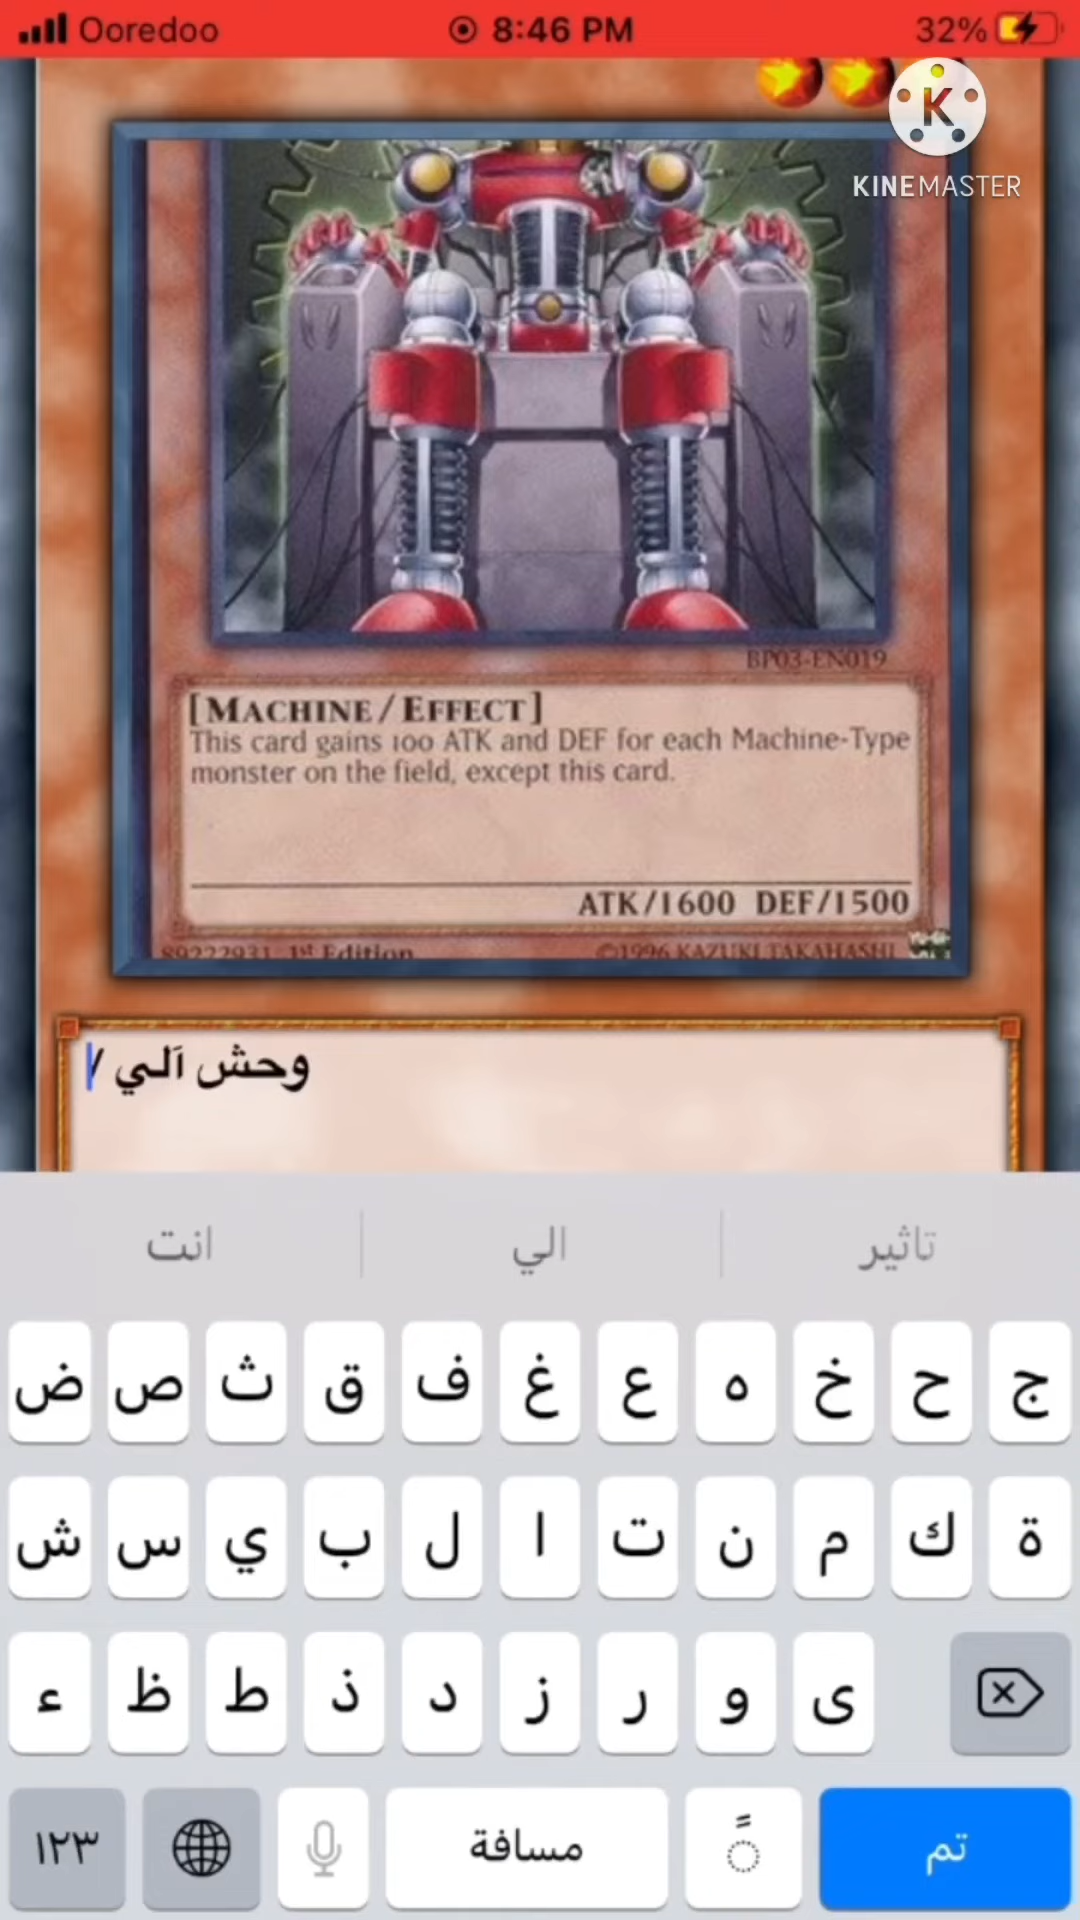 Ooredoo 8:46 PM 32%
K
KINEMASTER
BP03-EN019
[MACHINE/EFFECT]
This card gains 100 ATK and DEF for each Machine-Type
monster on the field, except this card.
ATK/1600 DEF/1500
89222931 1st Edition ©1996 KAZUKI TAKAHASHI
وحش آلي /
تاثير الي انت
ض ص ث ق ف غ ع ه خ ح ج
ش س ي ب ل ا ت ن م ك ة
ء ظ ط ذ د ز ر و ى
١٢٣ مسافة تم